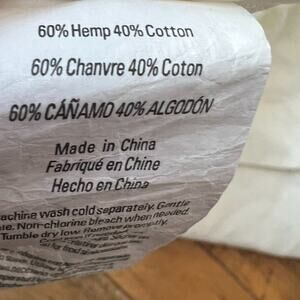 60% Hemp 40% Cotton
60% Chanvre 40% Coton
60% CÁÑAMO 40% ALGODÓN
Made in China
Fabriqué en Chine
Hecho en China
achine wash cold separately. Gentle
Non-chlorine bleach when needed.
Tumble dry low. Remove promptly.